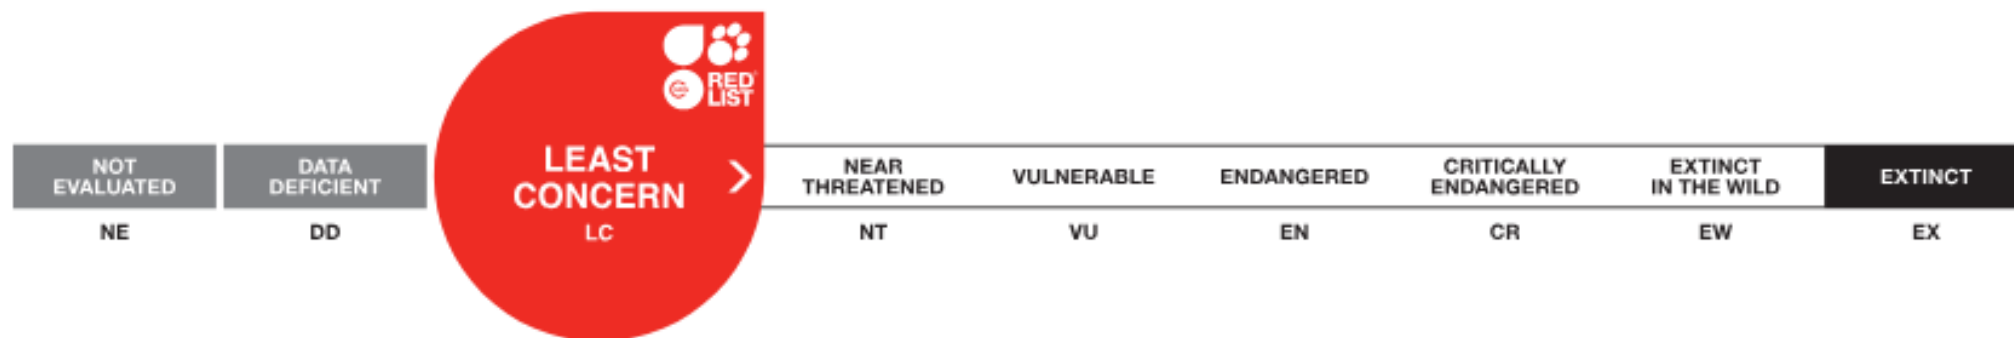 RED
LIST
NOT
EVALUATED
NE
DATA
DEFICIENT
DD
LEAST
CONCERN
LC
NEAR
THREATENED
NT
VULNERABLE
VU
ENDANGERED
EN
CRITICALLY
ENDANGERED
CR
EXTINCT
IN THE WILD
EW
EXTINCT
EX